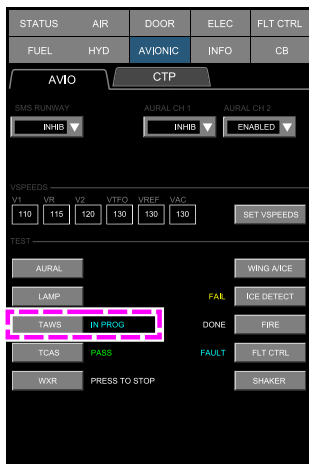 STATUS AIR DOOR ELEC FLT CTRL
FUEL HYD AVIONIC INFO CB
AVIO CTP
SMS RUNWAY AURAL CH 1 AURAL CH 2
INHIB INHIB ENABLED
VSPEEDS
V1 VR V2 VTFO VREF VAC
110 115 120 130 130 130 SET VSPEEDS
TEST
AURAL WING A/ICE
LAMP FAIL ICE DETECT
TAWS IN PROG DONE FIRE
TCAS PASS FAULT FLT CTRL
WXR PRESS TO STOP SHAKER